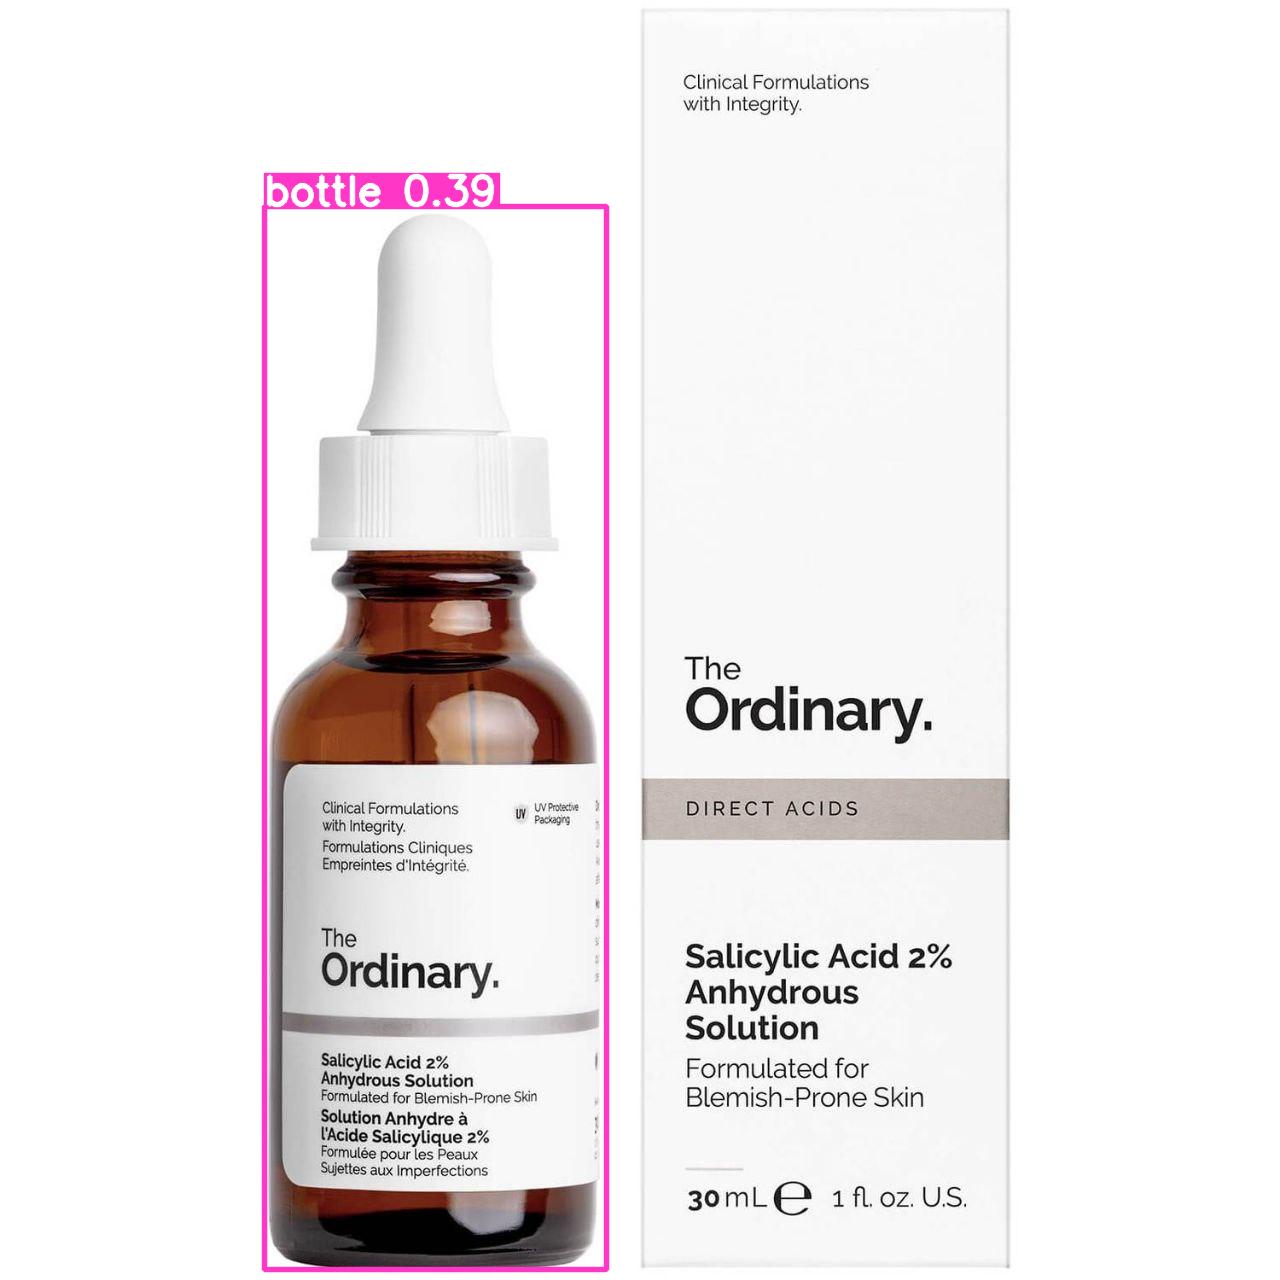 bottle 0.39
Clinical Formulations
with Integrity.
Formulations Cliniques
Empreintes d'Intégrité.
UV
UV Protective
Packaging
The
Ordinary.
Salicylic Acid 2%
Anhydrous Solution
Formulated for Blemish-Prone Skin
Solution Anhydre à
l'Acide Salicylique 2%
Formulée pour les Peaux
Sujettes aux Imperfections
Clinical Formulations
with Integrity.
The
Ordinary.
DIRECT ACIDS
Salicylic Acid 2%
Anhydrous
Solution
Formulated for
Blemish-Prone Skin
30 mL ℮ 1 fl. oz. U.S.